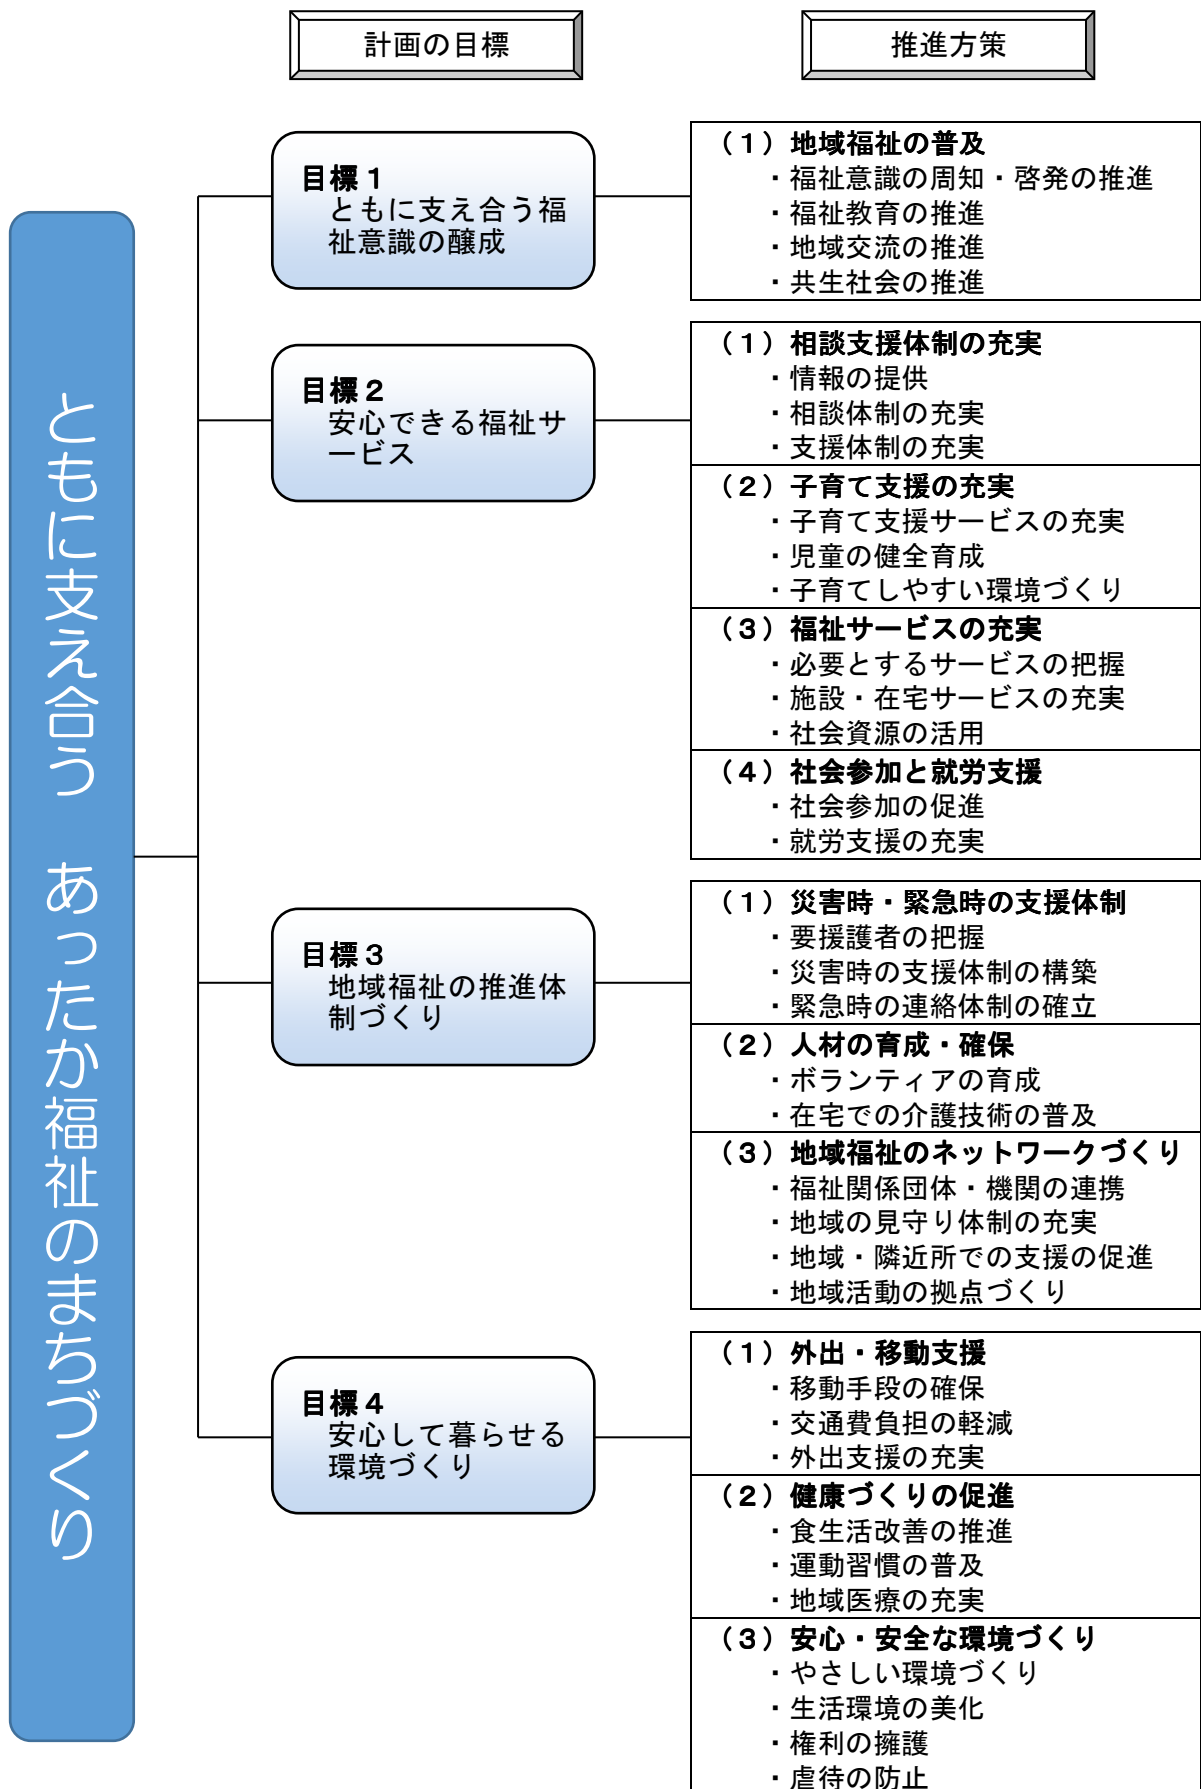 計画の目標
推進方策
ともに支え合う　あったか福祉のまちづくり
目標1
ともに支え合う福
祉意識の醸成
（1）地域福祉の普及
・福祉意識の周知・啓発の推進
・福祉教育の推進
・地域交流の推進
・共生社会の推進
目標2
安心できる福祉サ
ービス
（1）相談支援体制の充実
・情報の提供
・相談体制の充実
・支援体制の充実
（2）子育て支援の充実
・子育て支援サービスの充実
・児童の健全育成
・子育てしやすい環境づくり
（3）福祉サービスの充実
・必要とするサービスの把握
・施設・在宅サービスの充実
・社会資源の活用
（4）社会参加と就労支援
・社会参加の促進
・就労支援の充実
目標3
地域福祉の推進体
制づくり
（1）災害時・緊急時の支援体制
・要援護者の把握
・災害時の支援体制の構築
・緊急時の連絡体制の確立
（2）人材の育成・確保
・ボランティアの育成
・在宅での介護技術の普及
（3）地域福祉のネットワークづくり
・福祉関係団体・機関の連携
・地域の見守り体制の充実
・地域・隣近所での支援の促進
・地域活動の拠点づくり
目標4
安心して暮らせる
環境づくり
（1）外出・移動支援
・移動手段の確保
・交通費負担の軽減
・外出支援の充実
（2）健康づくりの促進
・食生活改善の推進
・運動習慣の普及
・地域医療の充実
（3）安心・安全な環境づくり
・やさしい環境づくり
・生活環境の美化
・権利の擁護
・虐待の防止